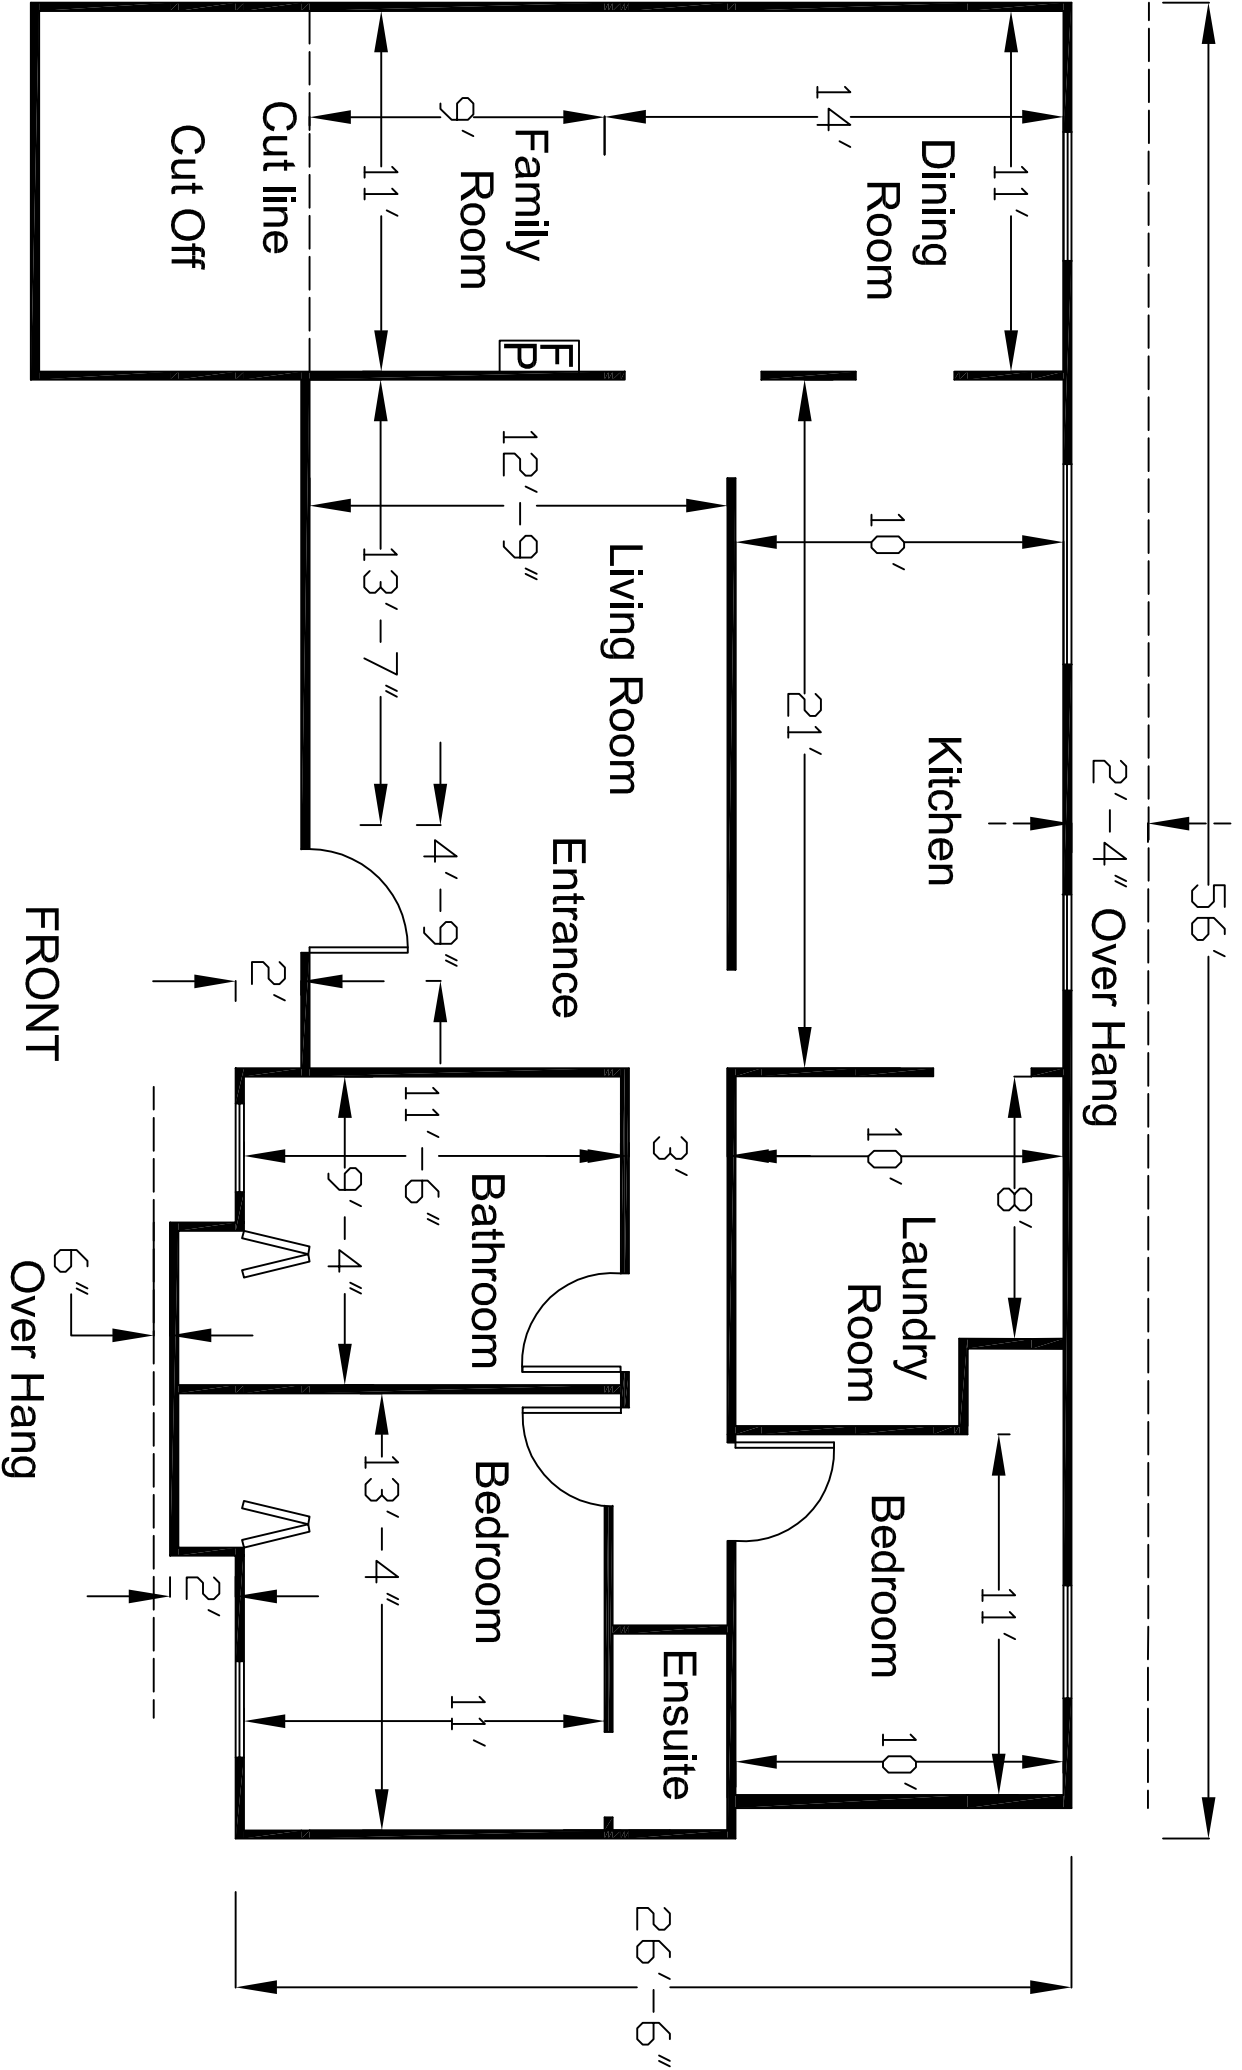 56'
2'-4" Over Hang
11'
Dining
Room
14'
9'
Family
Room
11'
Cut line
Cut Off
FP
10'
Kitchen
21'
12'-9"
Living Room
13'-7"
Entrance
4'-9"
2'
FRONT
8'
10'
Laundry
Room
3'
11'-6"
Bathroom
9'-4"
6"
Over Hang
11'
Bedroom
10'
Bedroom
13'-4"
11'
2'
Ensuite
26'-6"